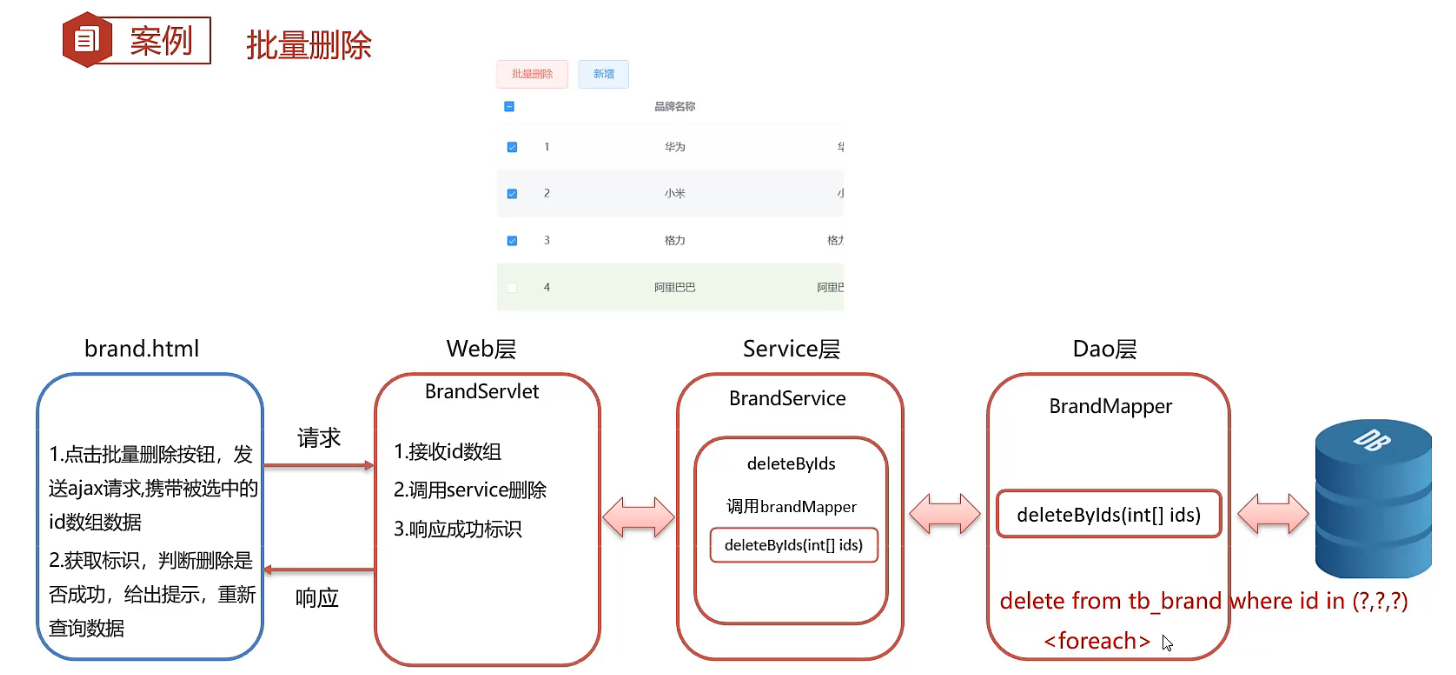 案例
批量删除
批量删除 新增
品牌名称
1 华为
2 小米
3 格力 格力
4 阿里巴巴 阿里巴
brand.html
1.点击批量删除按钮，发
送ajax请求,携带被选中的
id数组数据
2.获取标识，判断删除是
否成功，给出提示，重新
查询数据
请求
响应
Web层
BrandServlet
1.接收id数组
2.调用service删除
3.响应成功标识
Service层
BrandService
deleteByIds
调用brandMapper
deleteByIds(int[] ids)
Dao层
BrandMapper
deleteByIds(int[] ids)
delete from tb_brand where id in (?,?,?)
<foreach>
DB